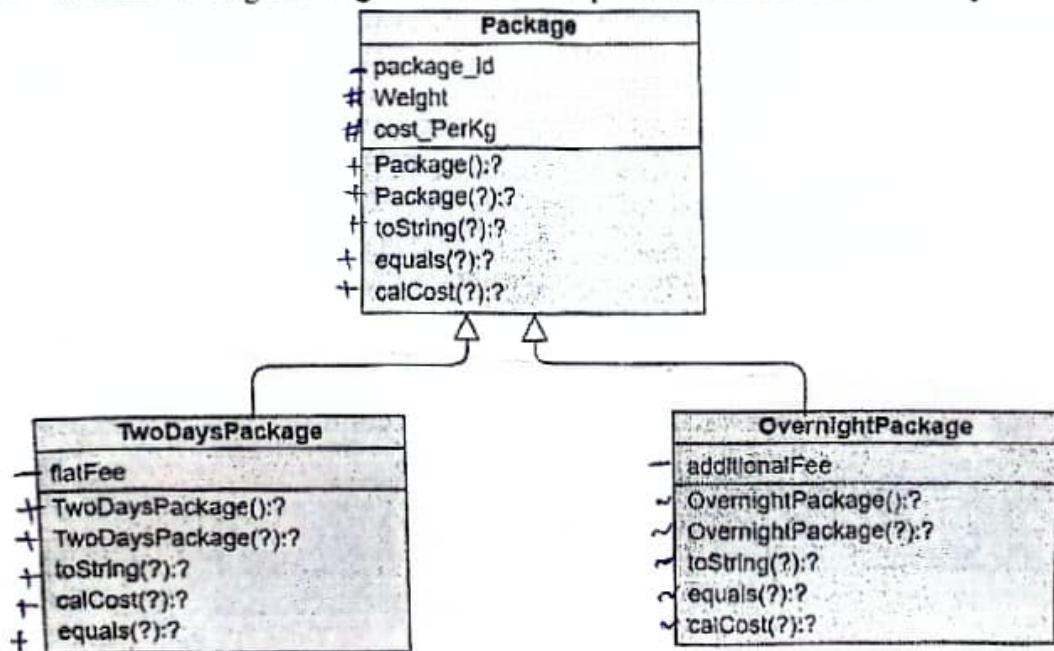 Package
- package_id
# Weight
# cost_PerKg
+ Package():?
+ Package(?):?
+ toString(?):?
+ equals(?):?
+ calCost(?):?
TwoDaysPackage
- flatFee
+ TwoDaysPackage():?
+ TwoDaysPackage(?):?
+ toString(?):?
+ calCost(?):?
+ equals(?):?
OvernightPackage
- additionalFee
~ OvernightPackage():?
~ OvernightPackage(?):?
~ toString(?):?
~ equals(?):?
~ calCost(?):?